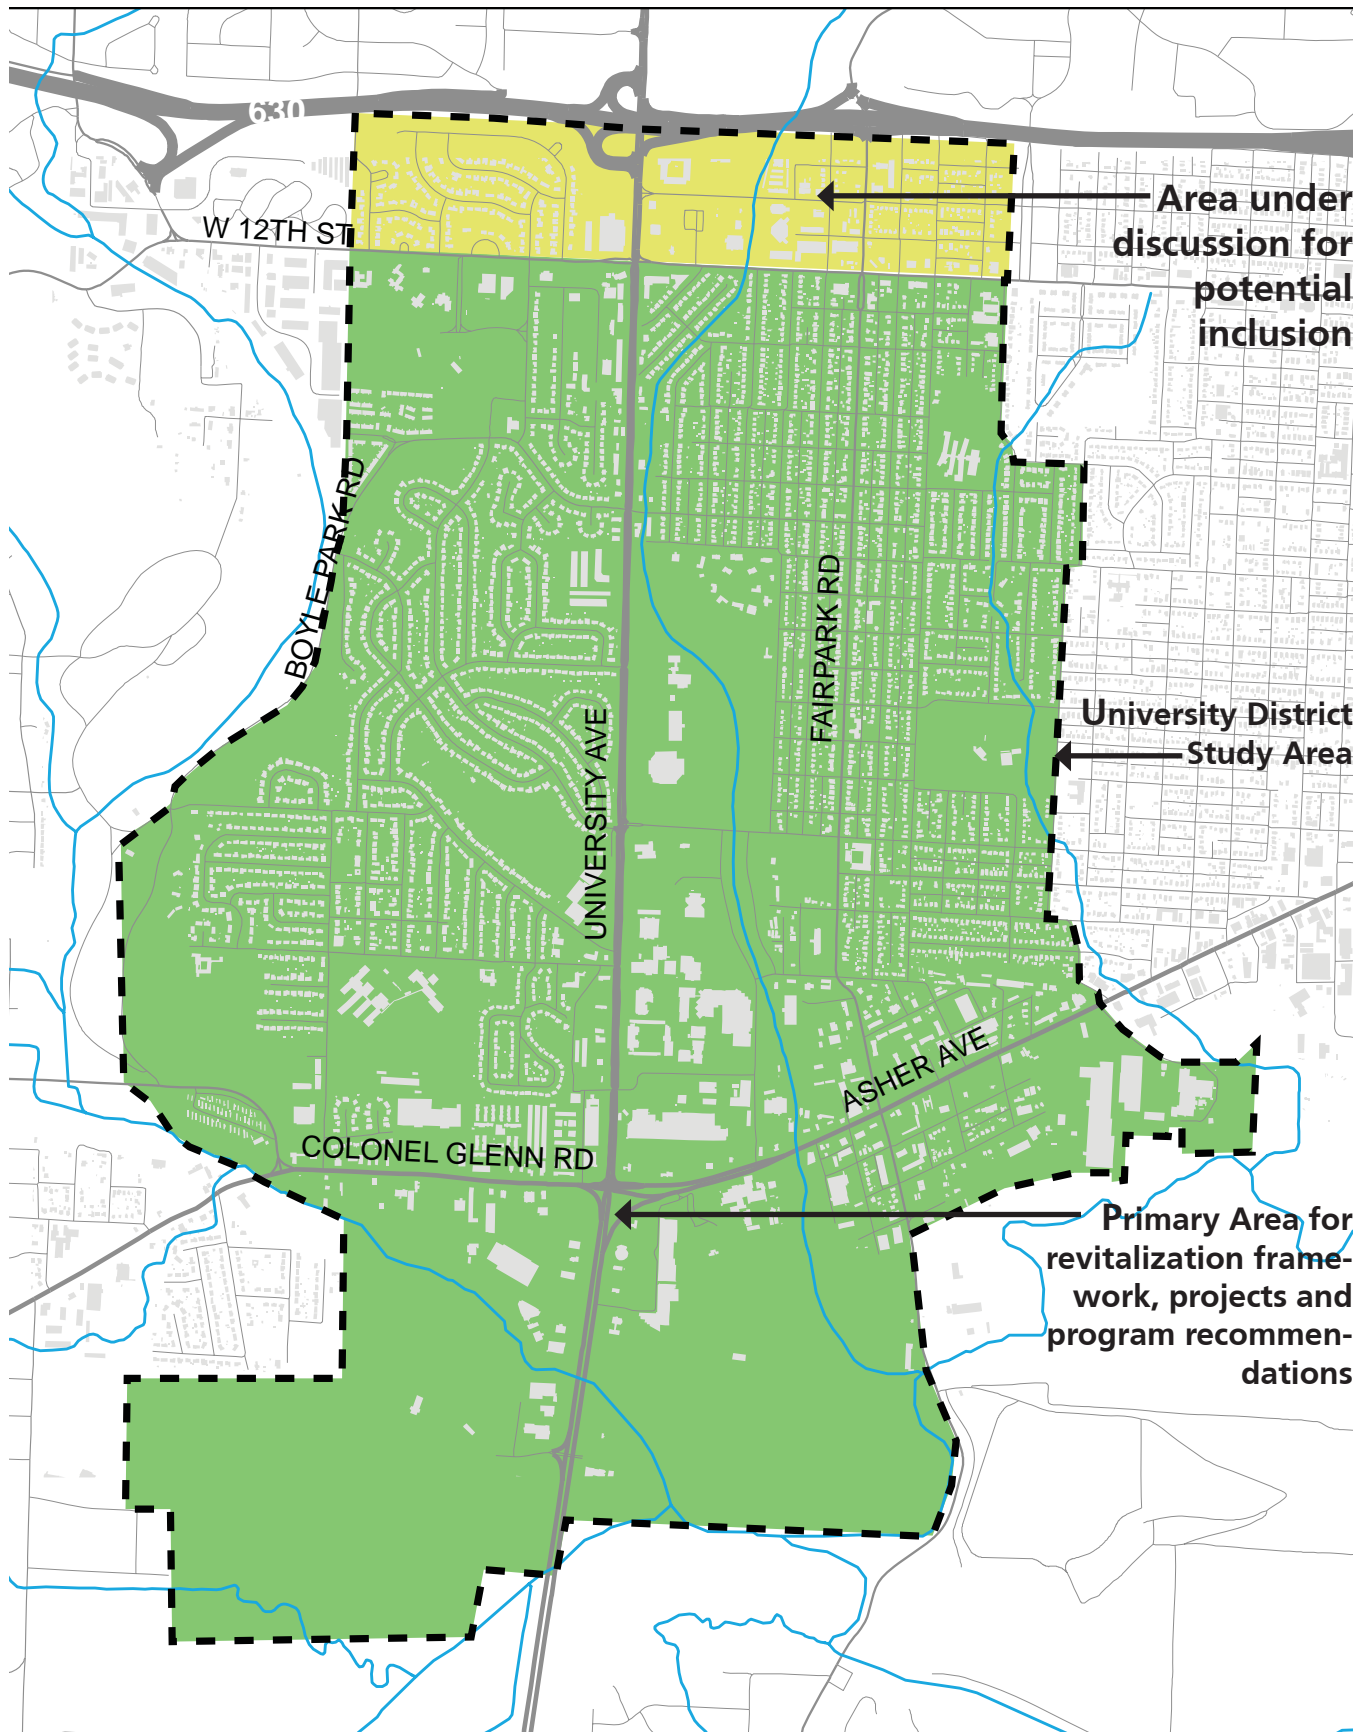 630
W 12TH ST
Area under
discussion for
potential
inclusion
BOYLE PARK RD
FAIRPARK RD
University District
Study Area
UNIVERSITY AVE
ASHER AVE
COLONEL GLENN RD
Primary Area for
revitalization frame-
work, projects and
program recommen-
dations